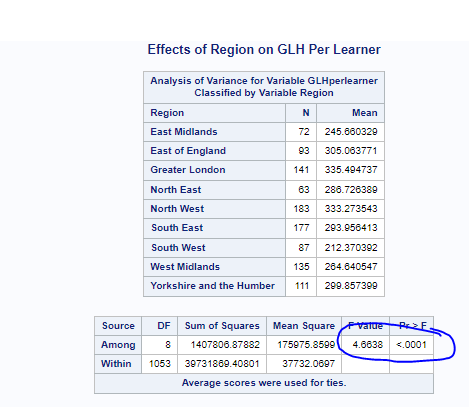 Effects of Region on GLH Per Learner
Analysis of Variance for Variable GLHperlearner
Classified by Variable Region
Region N Mean
East Midlands 72 245.660329
East of England 93 305.063771
Greater London 141 335.494737
North East 63 286.726389
North West 183 333.273543
South East 177 293.956413
South West 87 212.370392
West Midlands 135 264.640547
Yorkshire and the Humber 111 299.857399
Source DF Sum of Squares Mean Square F Value Pr > F
Among 8 1407806.87882 175975.8599 4.6638 <.0001
Within 1053 39731869.40801 37732.0697
Average scores were used for ties.